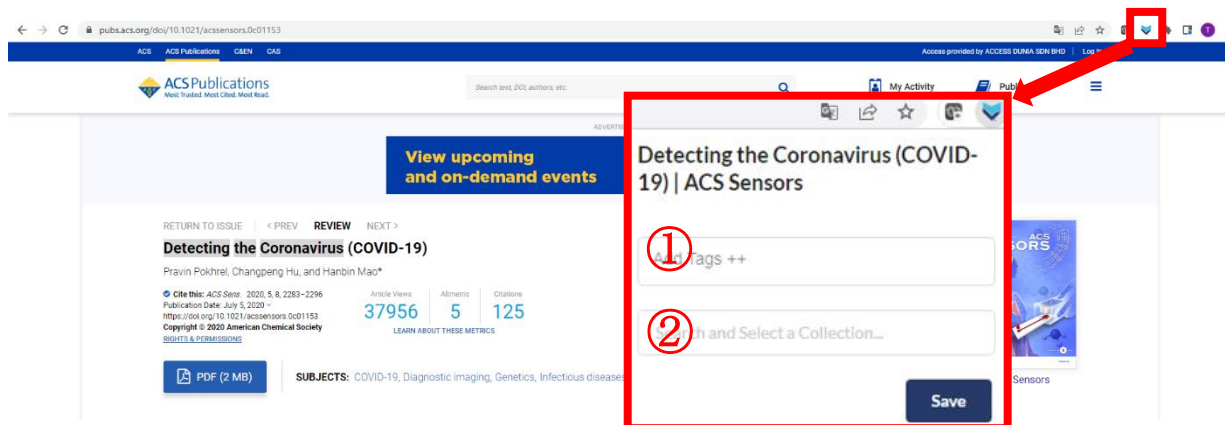 pubs.acs.org/doi/10.1021/acssensors.0c01153
T
ACS ACS Publications C&EN CAS
Access provided by ACCESS DUNIA SDN BHD | Log In
ACS Publications
Most Trusted. Most Cited. Most Read.
Search text, DOI, authors, etc.
My Activity
Publ
View upcoming
and on-demand events
RETURN TO ISSUE < PREV REVIEW NEXT >
Detecting the Coronavirus (COVID-19)
Pravin Pokhrel, Changpeng Hu, and Hanbin Mao*
Cite this: ACS Sens. 2020, 5, 8, 2283–2296
Publication Date: July 5, 2020
https://doi.org/10.1021/acssensors.0c01153
Copyright © 2020 American Chemical Society
RIGHTS & PERMISSIONS
Article Views Altmetric Citations
37956 5 125
LEARN ABOUT THESE METRICS
PDF (2 MB)
SUBJECTS: COVID-19, Diagnostic imaging, Genetics, Infectious diseases
Detecting the Coronavirus (COVID-
19) | ACS Sensors
①
Add Tags ++
②
Search and Select a Collection...
Save
ACS
Sensors